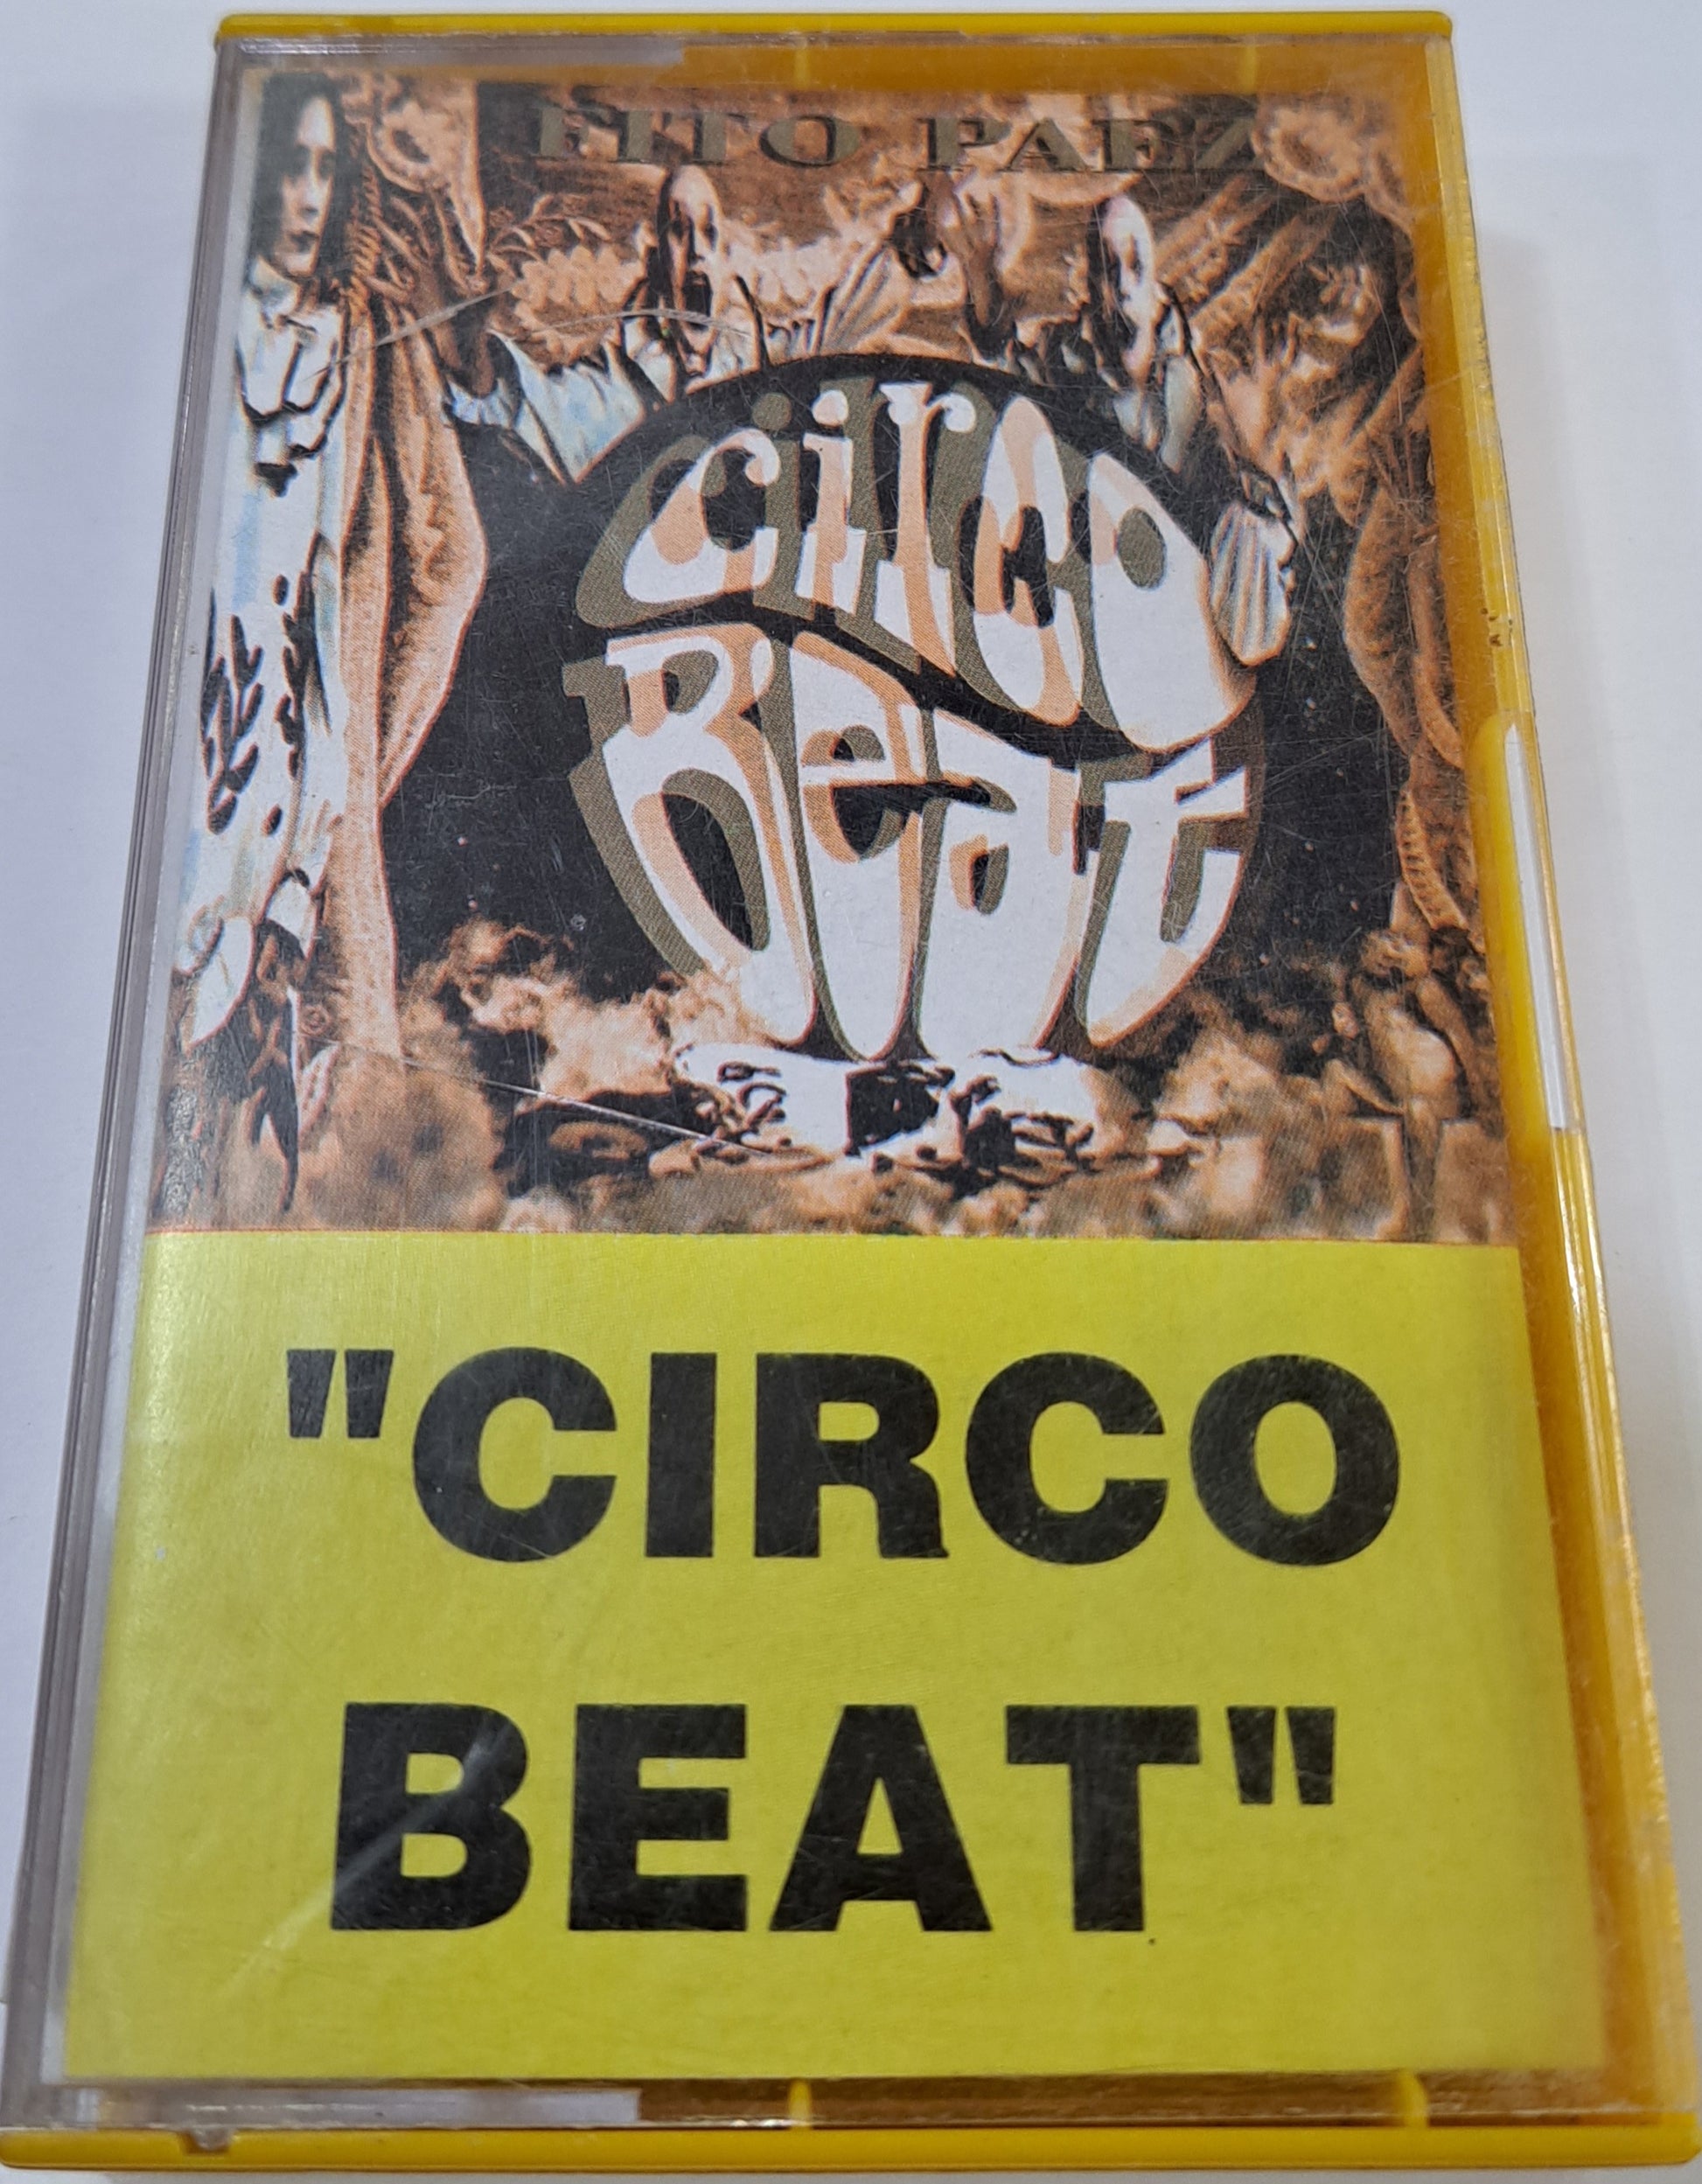 FITO PAEZ
Circo
Beat
"CIRCO
BEAT"